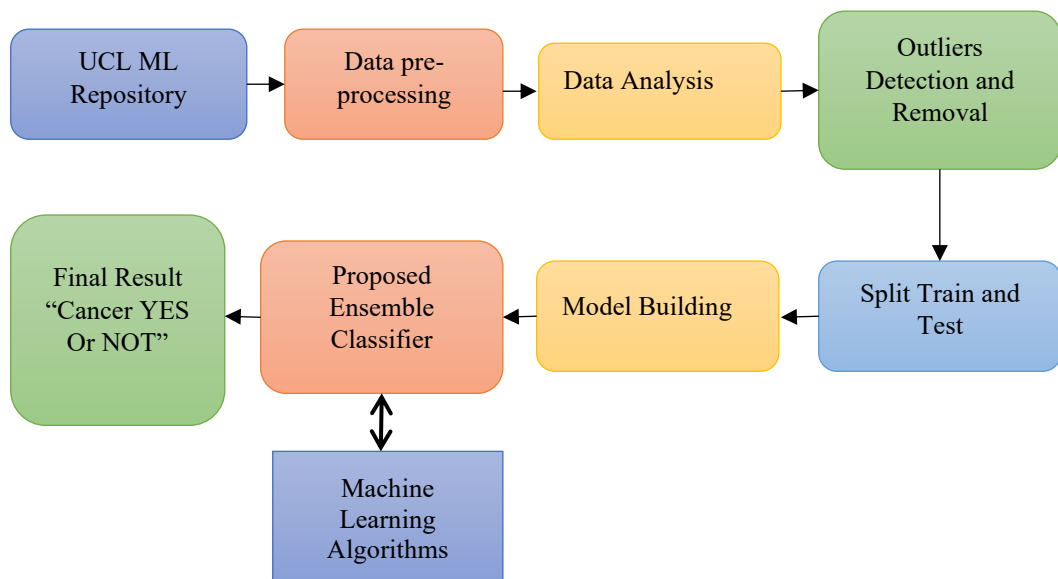 UCL ML
Repository
Data pre-
processing
Data Analysis
Outliers
Detection and
Removal
Final Result
“Cancer YES
Or NOT”
Proposed
Ensemble
Classifier
Model Building
Split Train and
Test
Machine
Learning
Algorithms